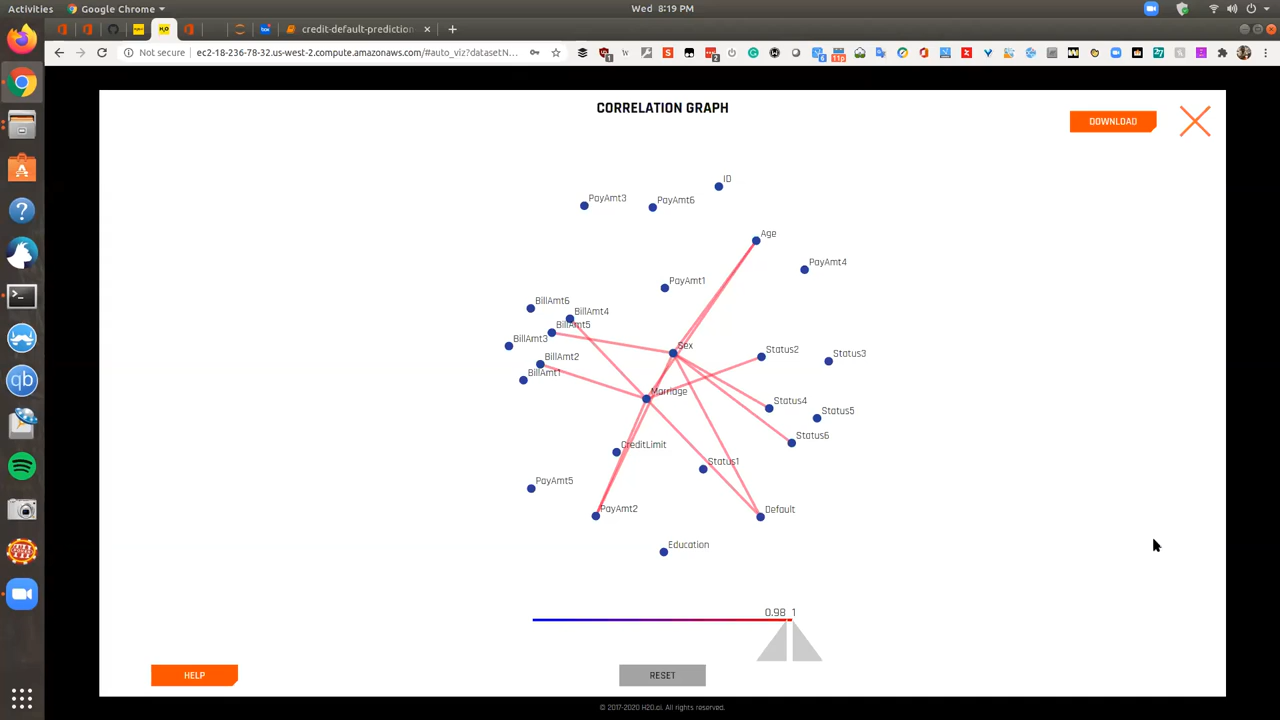 Activities
Google Chrome
Wed 8:19 PM
H2O
box
credit-default-prediction
Not secure
ec2-18-236-78-32.us-west-2.compute.amazonaws.com/#auto_viz?datasetN...
CORRELATION GRAPH
DOWNLOAD
ID
PayAmt3
PayAmt6
Age
PayAmt4
PayAmt1
BillAmt6
BillAmt4
BillAmt5
BillAmt3
Sex
Status2
Status3
BillAmt2
BillAmt1
Marriage
Status4
Status5
Status6
CreditLimit
Status1
PayAmt5
PayAmt2
Default
Education
0.98 1
HELP
RESET
© 2017-2020 H2O.ai. All rights reserved.